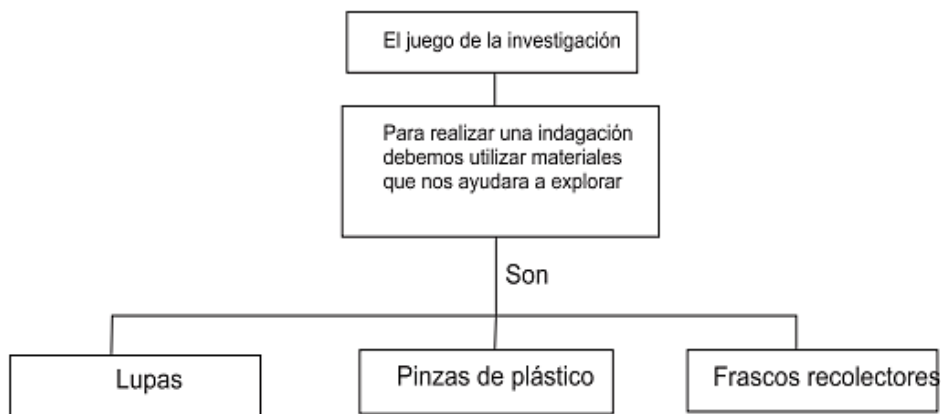 El juego de la investigación
Para realizar una indagación
debemos utilizar materiales
que nos ayudara a explorar
Son
Lupas
Pinzas de plástico
Frascos recolectores